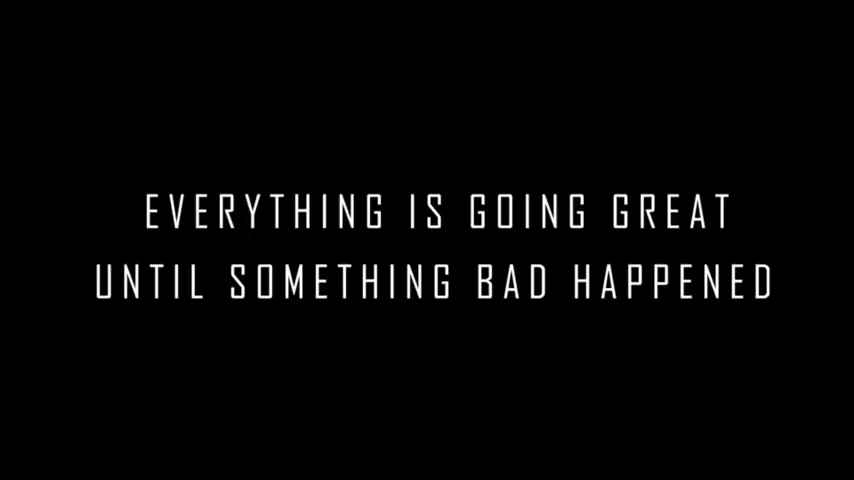 EVERYTHING IS GOING GREAT
UNTIL SOMETHING BAD HAPPENED